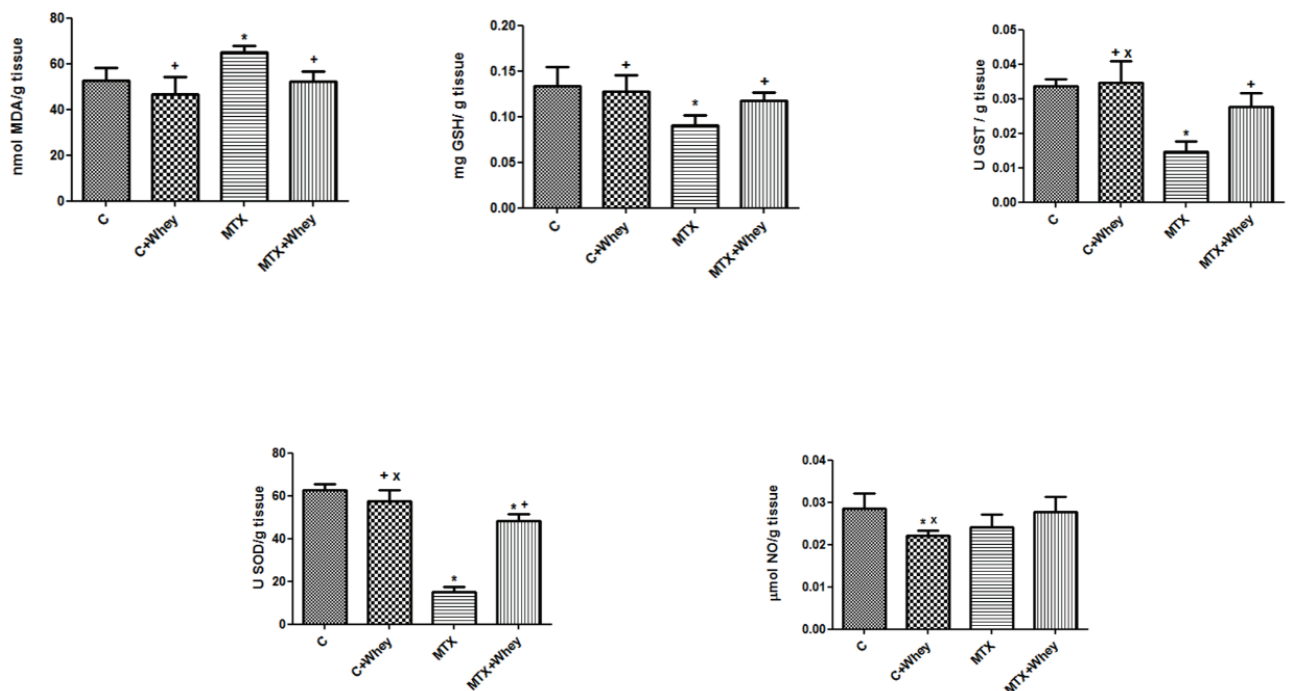 nmol MDA/g tissue
80
60
40
20
0
+
*
+
C
C+Whey
MTX
MTX+Whey
mg GSH/ g tissue
0.20
0.15
0.10
0.05
0.00
+
*
+
C
C+Whey
MTX
MTX+Whey
U GST / g tissue
0.05
0.04
0.03
0.02
0.01
0.00
+ x
*
+
C
C+Whey
MTX
MTX+Whey
U SOD/g tissue
80
60
40
20
0
+ x
*
* +
C
C+Whey
MTX
MTX+Whey
µmol NO/g tissue
0.04
0.03
0.02
0.01
0.00
* x
C
C+Whey
MTX
MTX+Whey